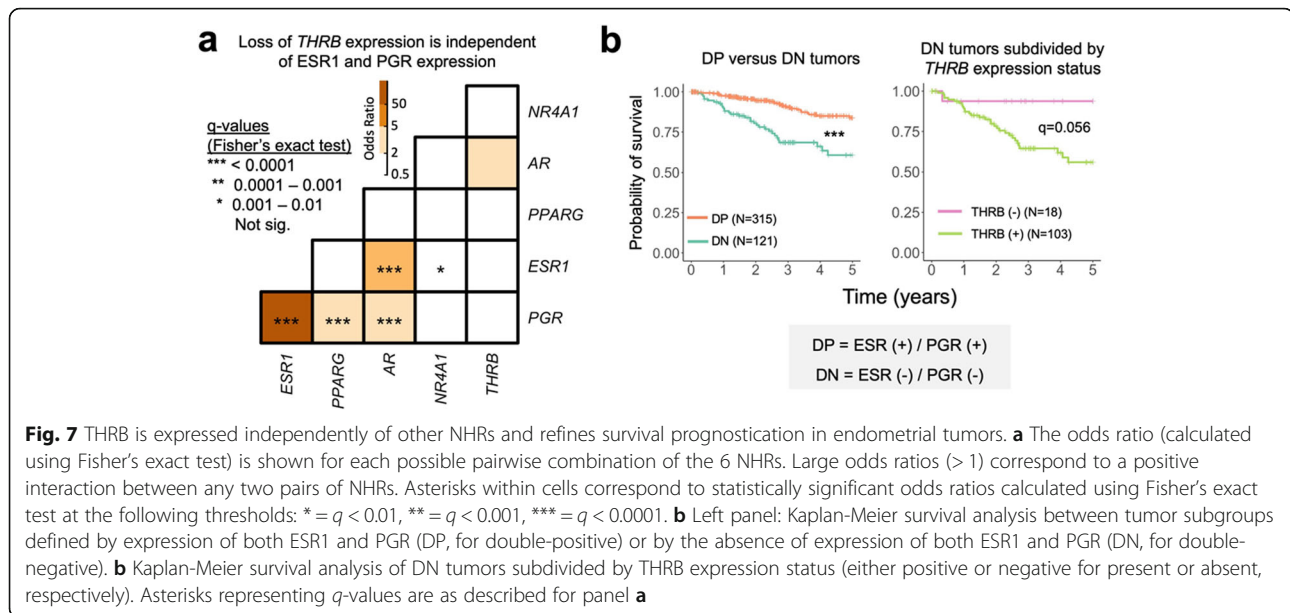 a
Loss of THRB expression is independent
of ESR1 and PGR expression
q-values
(Fisher's exact test)
*** < 0.0001
** 0.0001 – 0.001
* 0.001 – 0.01
Not sig.
Odds Ratio
50
5
2
0.5
NR4A1
AR
PPARG
*** * ESR1
*** *** *** PGR
ESR1 PPARG AR NR4A1 THRB
b
DP versus DN tumors
Probability of survival
1.00
0.75
0.50
0.25
0.00
***
DP (N=315)
DN (N=121)
0 1 2 3 4 5
DN tumors subdivided by
THRB expression status
1.00
0.75
0.50
0.25
0.00
q=0.056
THRB (-) (N=18)
THRB (+) (N=103)
0 1 2 3 4 5
Time (years)
DP = ESR (+) / PGR (+)
DN = ESR (-) / PGR (-)
Fig. 7 THRB is expressed independently of other NHRs and refines survival prognostication in endometrial tumors. a The odds ratio (calculated
using Fisher's exact test) is shown for each possible pairwise combination of the 6 NHRs. Large odds ratios (> 1) correspond to a positive
interaction between any two pairs of NHRs. Asterisks within cells correspond to statistically significant odds ratios calculated using Fisher's exact
test at the following thresholds: * = q < 0.01, ** = q < 0.001, *** = q < 0.0001. b Left panel: Kaplan-Meier survival analysis between tumor subgroups
defined by expression of both ESR1 and PGR (DP, for double-positive) or by the absence of expression of both ESR1 and PGR (DN, for double-
negative). b Kaplan-Meier survival analysis of DN tumors subdivided by THRB expression status (either positive or negative for present or absent,
respectively). Asterisks representing q-values are as described for panel a